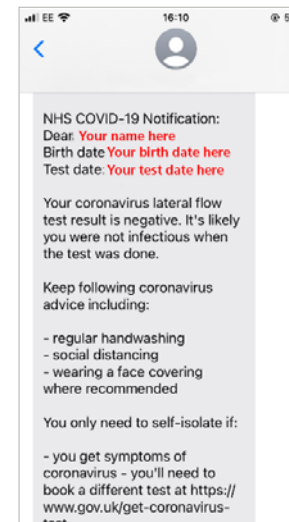 EE 16:10 @ 5
NHS COVID-19 Notification:
Dear Your name here
Birth date Your birth date here
Test date: Your test date here
Your coronavirus lateral flow
test result is negative. It's likely
you were not infectious when
the test was done.
Keep following coronavirus
advice including:
- regular handwashing
- social distancing
- wearing a face covering
where recommended
You only need to self-isolate if:
- you get symptoms of
coronavirus – you'll need to
book a different test at https://
www.gov.uk/get-coronavirus-